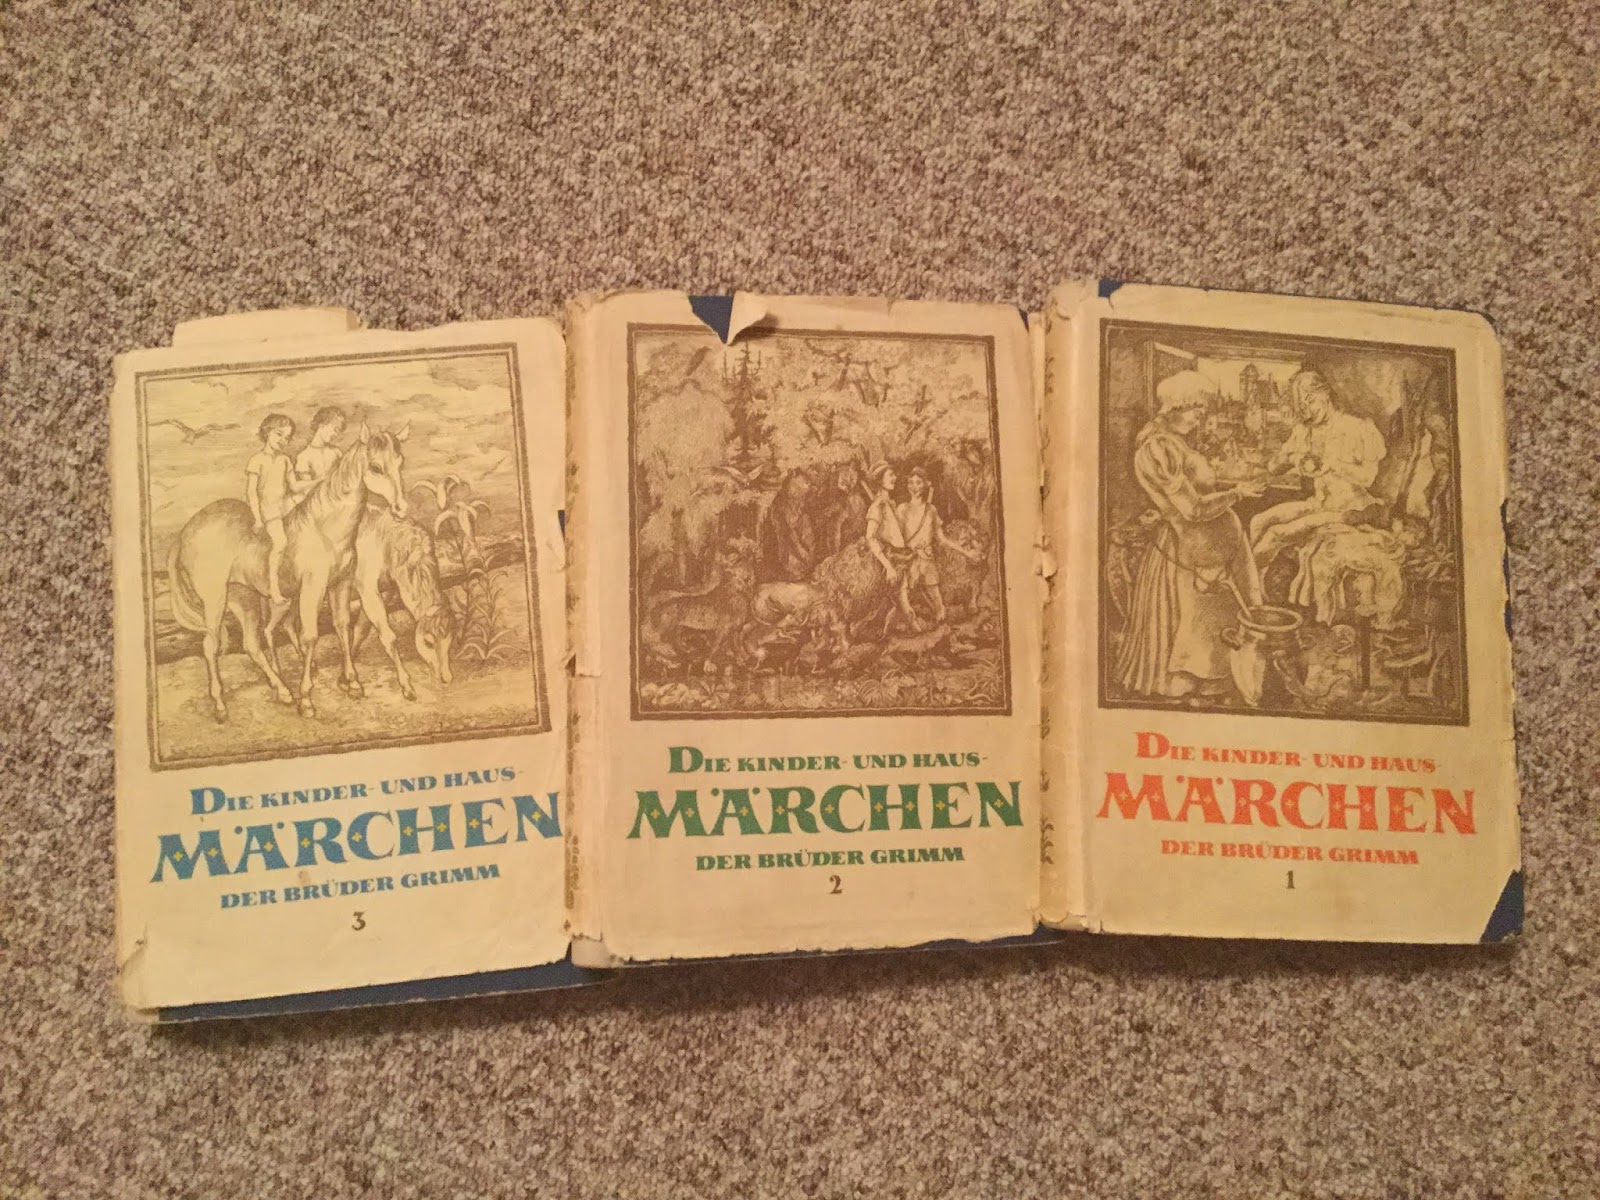 DIE KINDER- UND HAUS-
MÄRCHEN
DER BRÜDER GRIMM
3
DIE KINDER- UND HAUS-
MÄRCHEN
DER BRÜDER GRIMM
2
DIE KINDER- UND HAUS-
MÄRCHEN
DER BRÜDER GRIMM
1